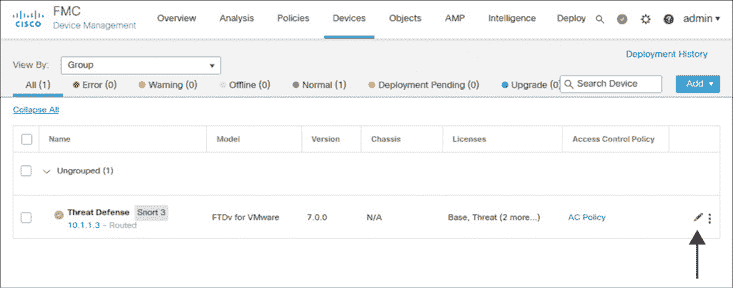 CISCO
FMC
Device Management
Overview Analysis Policies Devices Objects AMP Intelligence Deploy admin
Deployment History
View By: Group
All (1) Error (0) Warning (0) Offline (0) Normal (1) Deployment Pending (0) Upgrade (0) Search Device Add
Collapse All
Name Model Version Chassis Licenses Access Control Policy
Ungrouped (1)
Threat Defense Snort 3
10.1.1.3 - Routed
FTDv for VMware 7.0.0 N/A Base, Threat (2 more...) AC Policy